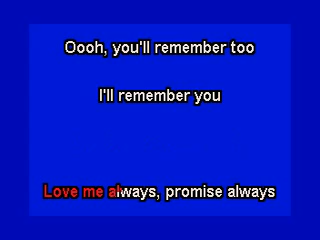 Oooh, you'll remember too
I'll remember you
Love me always, promise always